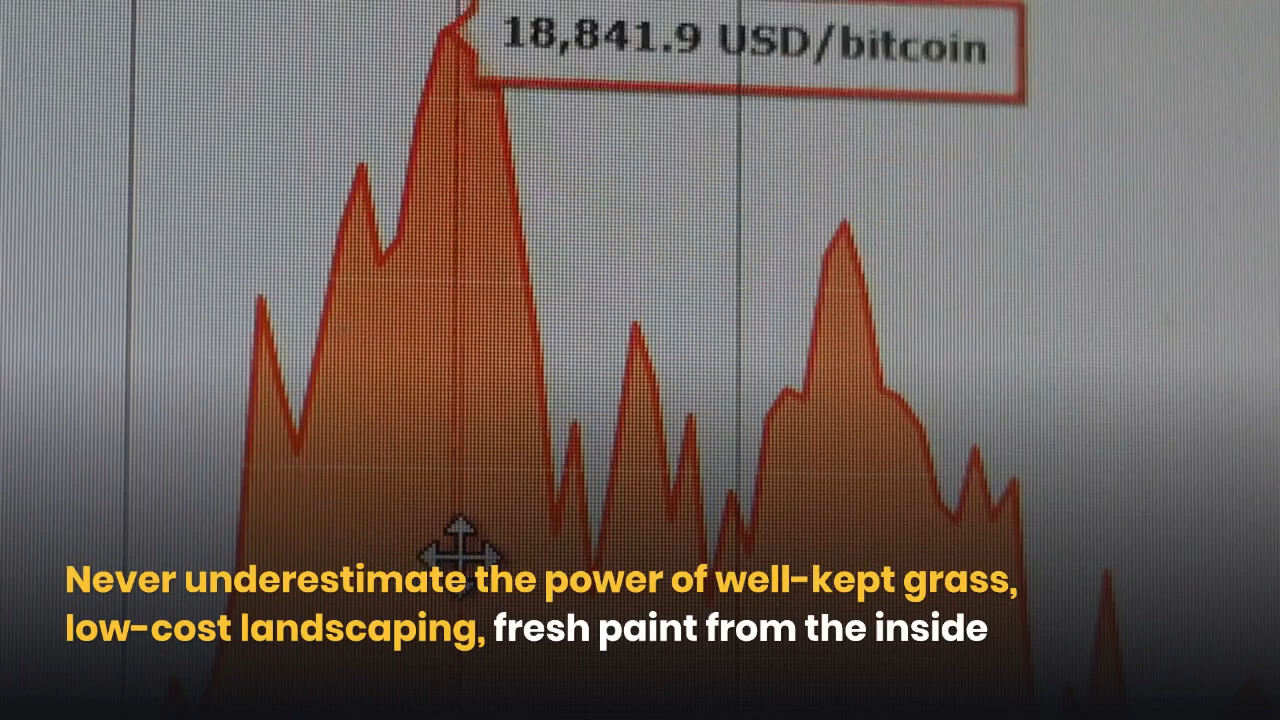 18,841.9 USD/bitcoin
Never underestimate the power of well-kept grass,
low-cost landscaping, fresh paint from the inside